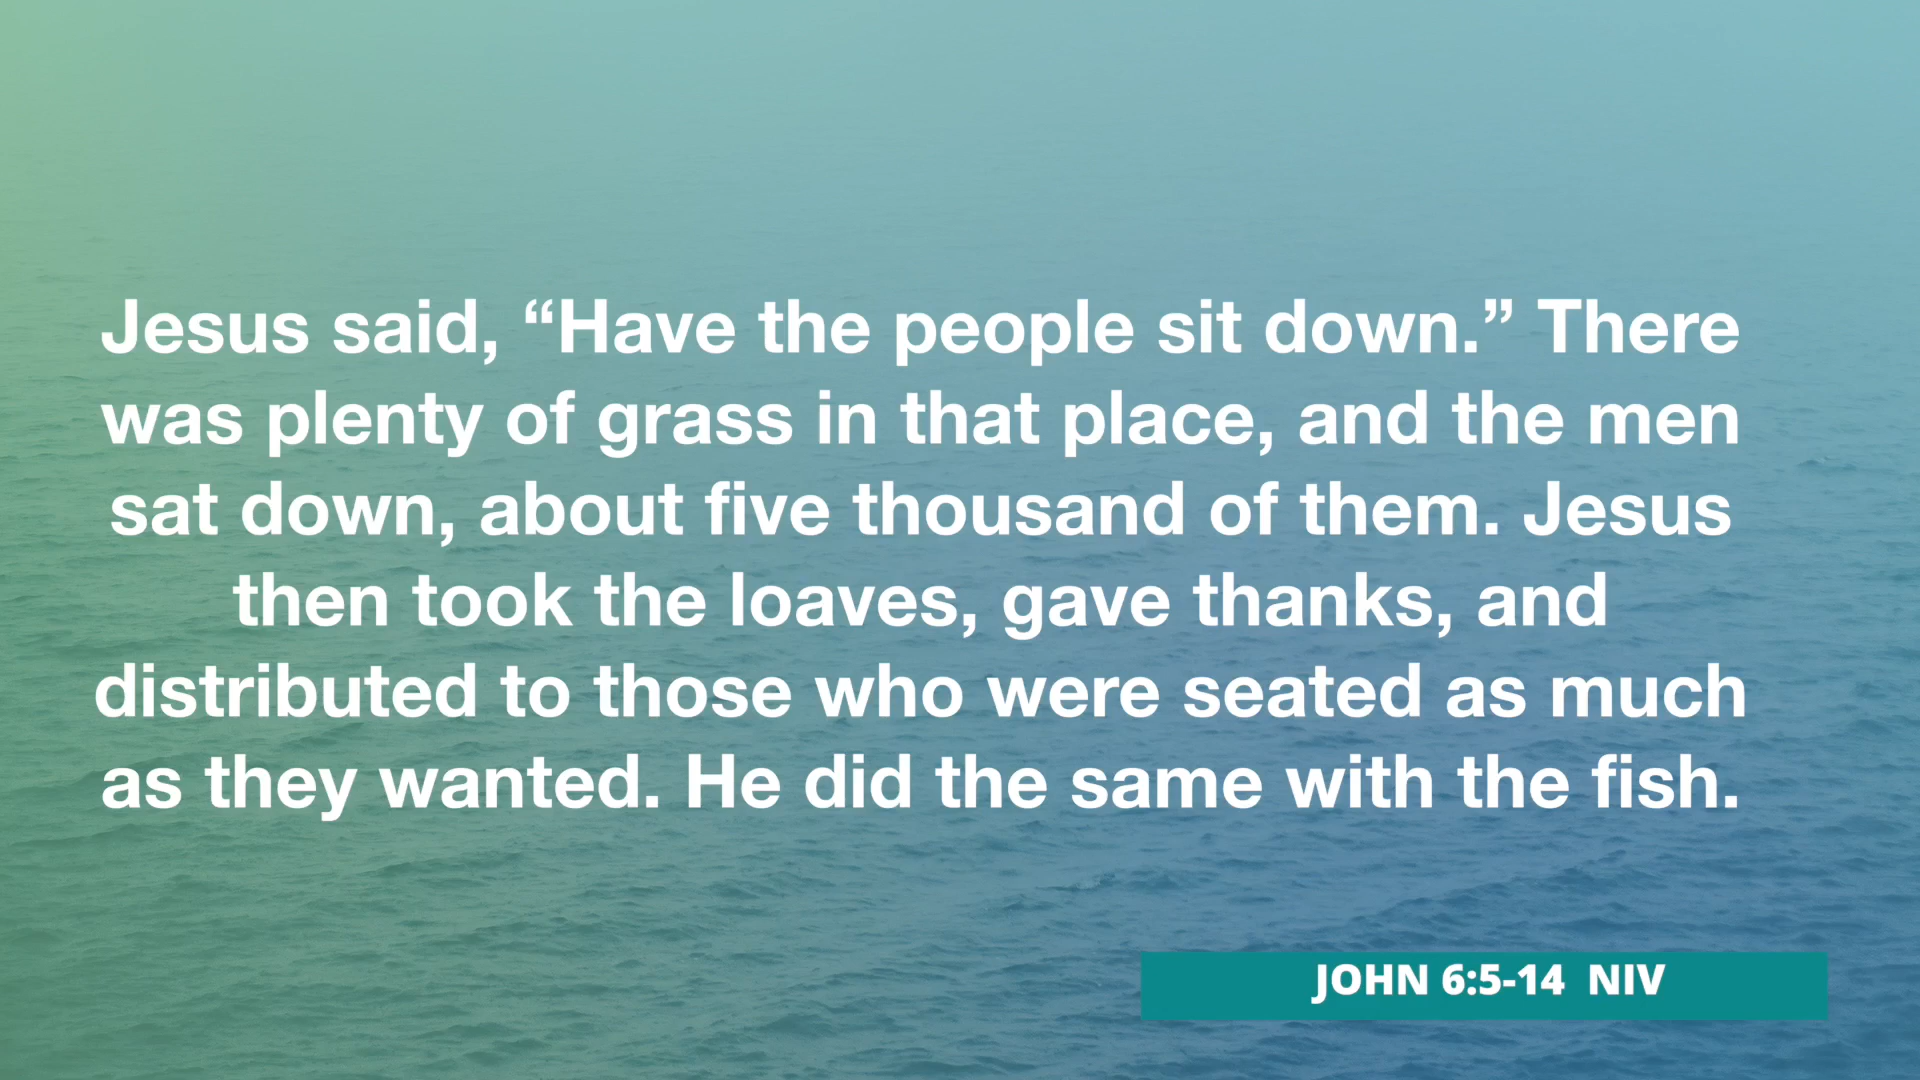 Jesus said, “Have the people sit down.” There
was plenty of grass in that place, and the men
sat down, about five thousand of them. Jesus
then took the loaves, gave thanks, and
distributed to those who were seated as much
as they wanted. He did the same with the fish.
JOHN 6:5-14 NIV